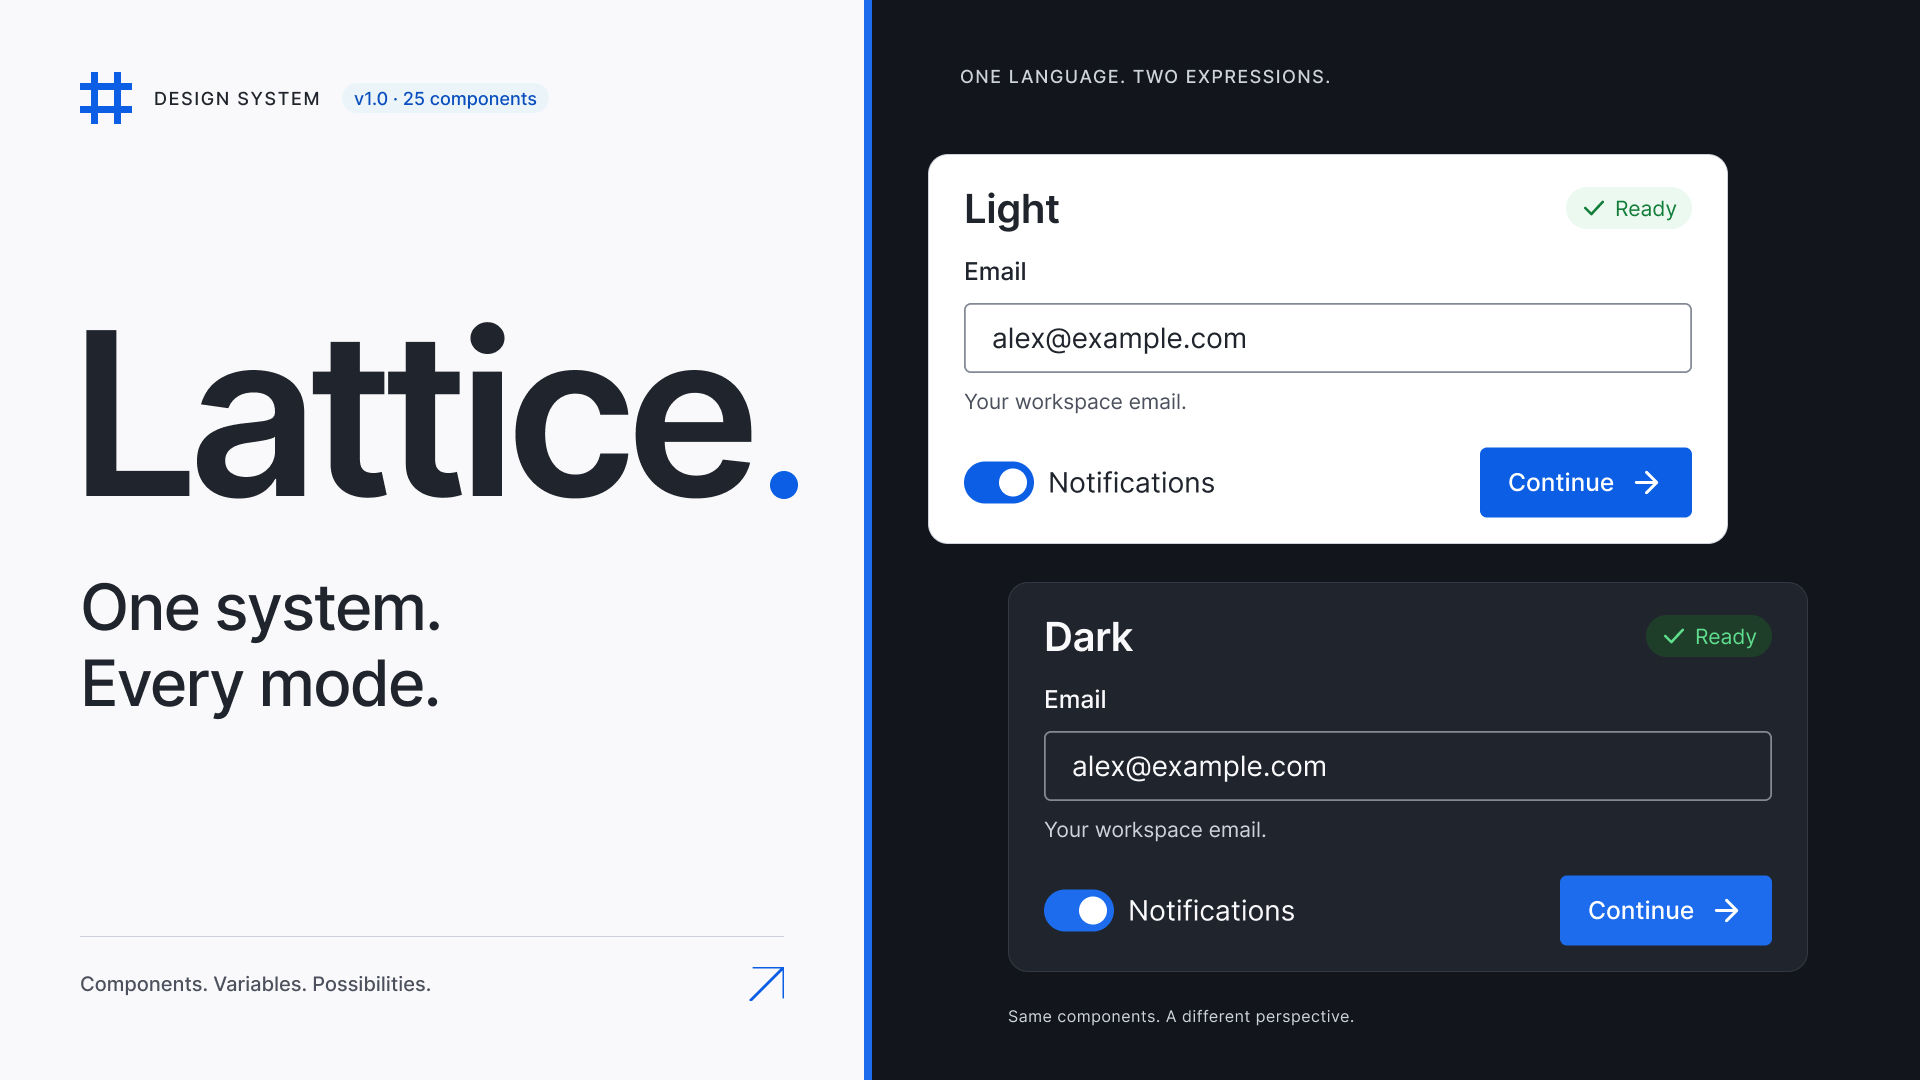 DESIGN SYSTEM
v1.0 · 25 components
Lattice.
One system.
Every mode.
Components. Variables. Possibilities.
ONE LANGUAGE. TWO EXPRESSIONS.
Light
Ready
Email
alex@example.com
Your workspace email.
Notifications
Continue
Dark
Ready
Email
alex@example.com
Your workspace email.
Notifications
Continue
Same components. A different perspective.